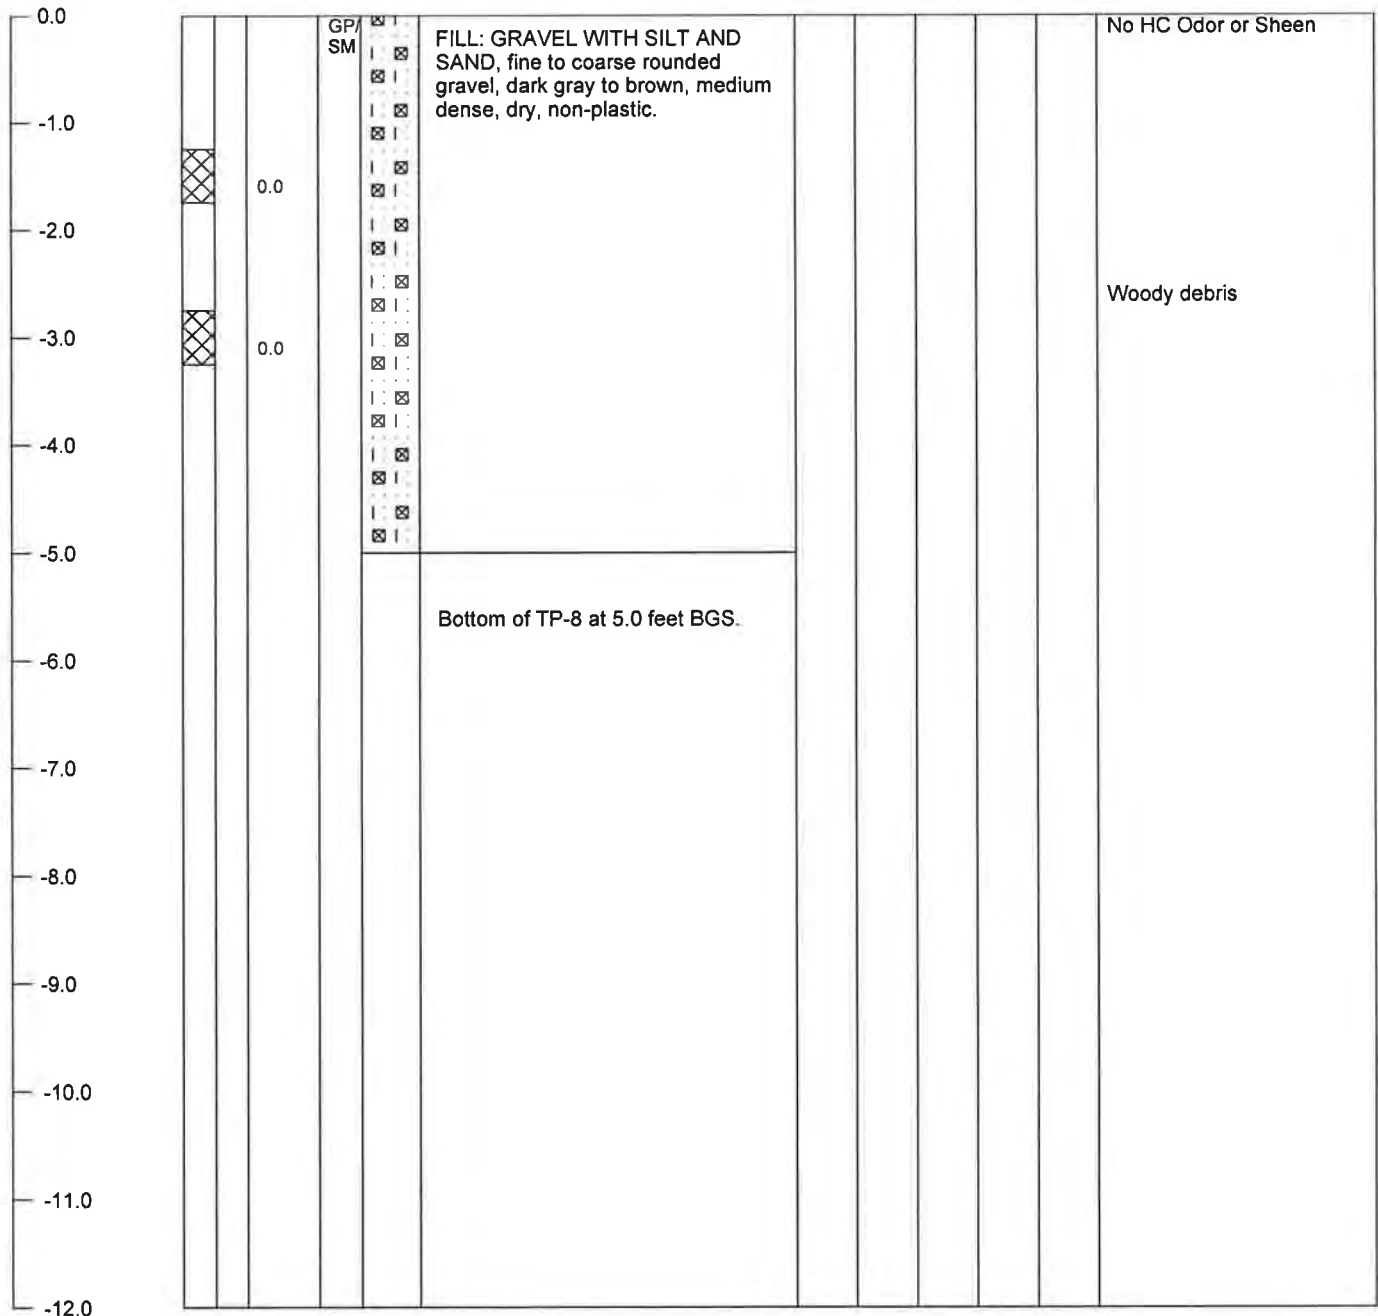 0.0
GP/
SM
FILL: GRAVEL WITH SILT AND
SAND, fine to coarse rounded
gravel, dark gray to brown, medium
dense, dry, non-plastic.
No HC Odor or Sheen
-1.0
0.0
-2.0
Woody debris
-3.0
0.0
-4.0
-5.0
Bottom of TP-8 at 5.0 feet BGS.
-6.0
-7.0
-8.0
-9.0
-10.0
-11.0
-12.0